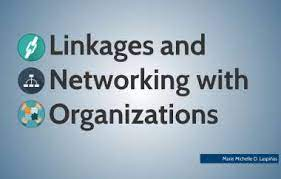 Linkages and
Networking with
Organizations
Marie Michelle D. Laspiñas